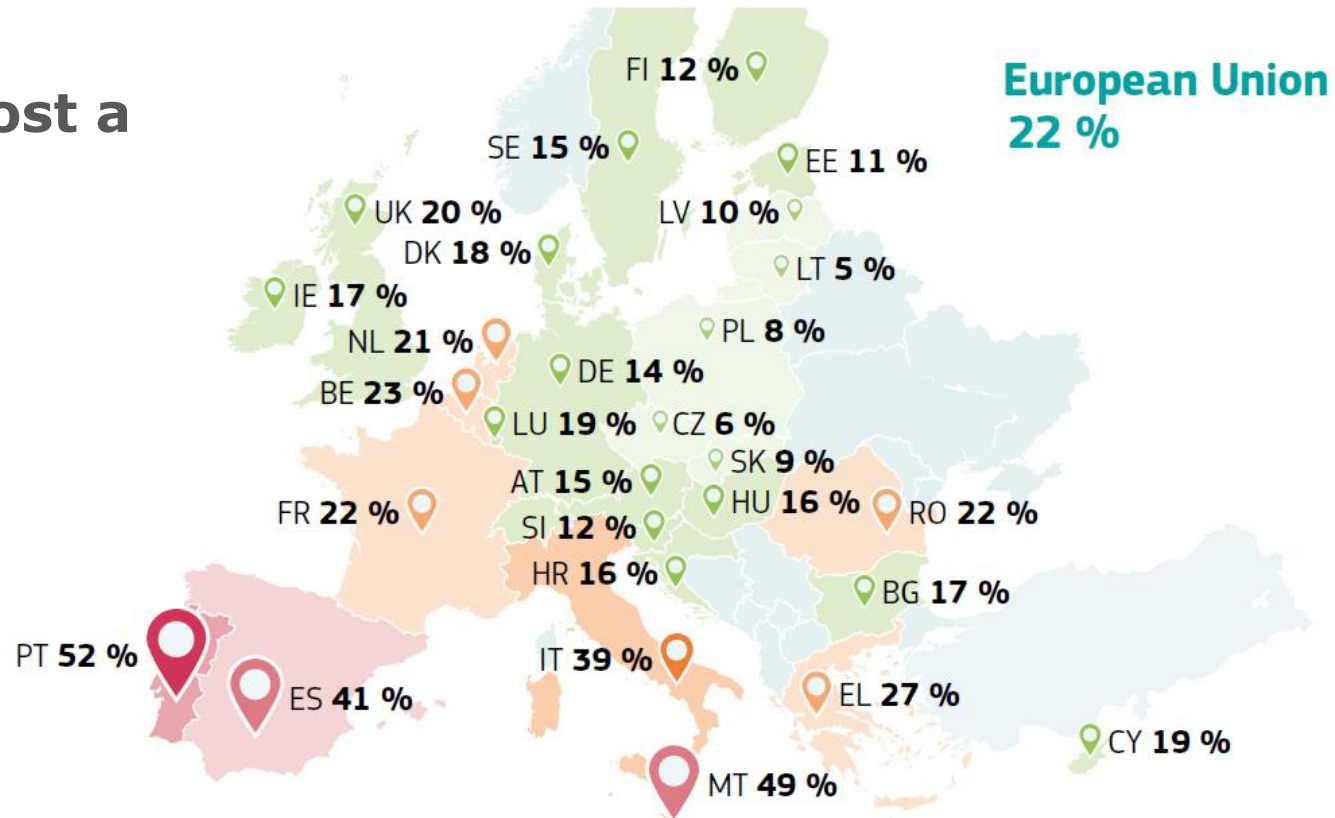 ost a
European Union
22 %
FI 12 %
SE 15 %
EE 11 %
UK 20 %
LV 10 %
DK 18 %
LT 5 %
IE 17 %
NL 21 %
PL 8 %
DE 14 %
BE 23 %
LU 19 %
CZ 6 %
SK 9 %
AT 15 %
HU 16 %
FR 22 %
RO 22 %
SI 12 %
HR 16 %
BG 17 %
PT 52 %
IT 39 %
ES 41 %
EL 27 %
CY 19 %
MT 49 %